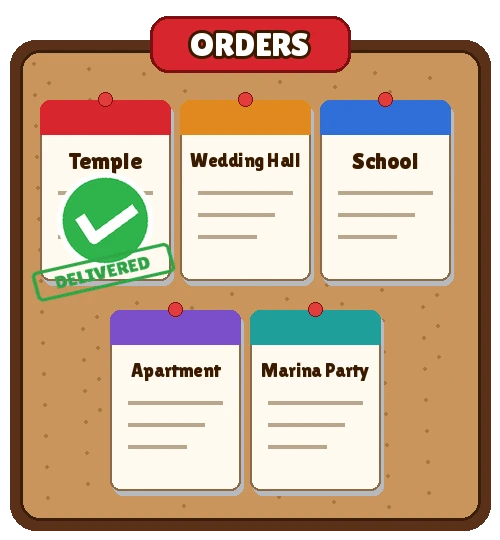 ORDERS
Temple
Wedding Hall
School
DELIVERED
Apartment
Marina Party